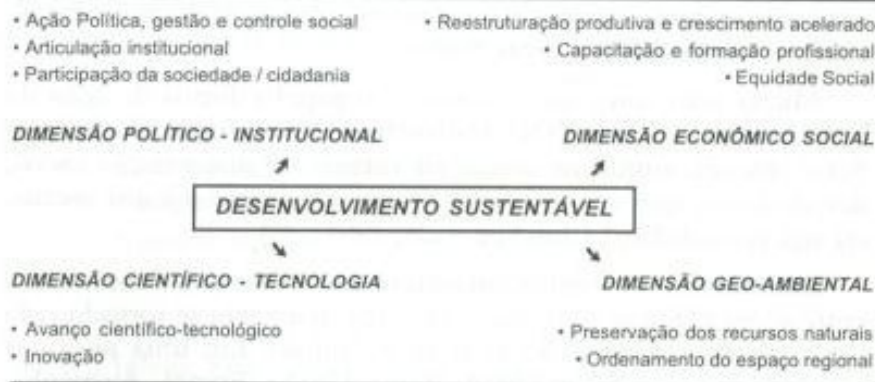 • Ação Política, gestão e controle social
• Articulação institucional
• Participação da sociedade / cidadania
DIMENSÃO POLÍTICO - INSTITUCIONAL
• Reestruturação produtiva e crescimento acelerado
• Capacitação e formação profissional
• Equidade Social
DIMENSÃO ECONÔMICO SOCIAL
DESENVOLVIMENTO SUSTENTÁVEL
DIMENSÃO CIENTÍFICO - TECNOLOGIA
• Avanço científico-tecnológico
• Inovação
DIMENSÃO GEO-AMBIENTAL
• Preservação dos recursos naturais
• Ordenamento do espaço regional